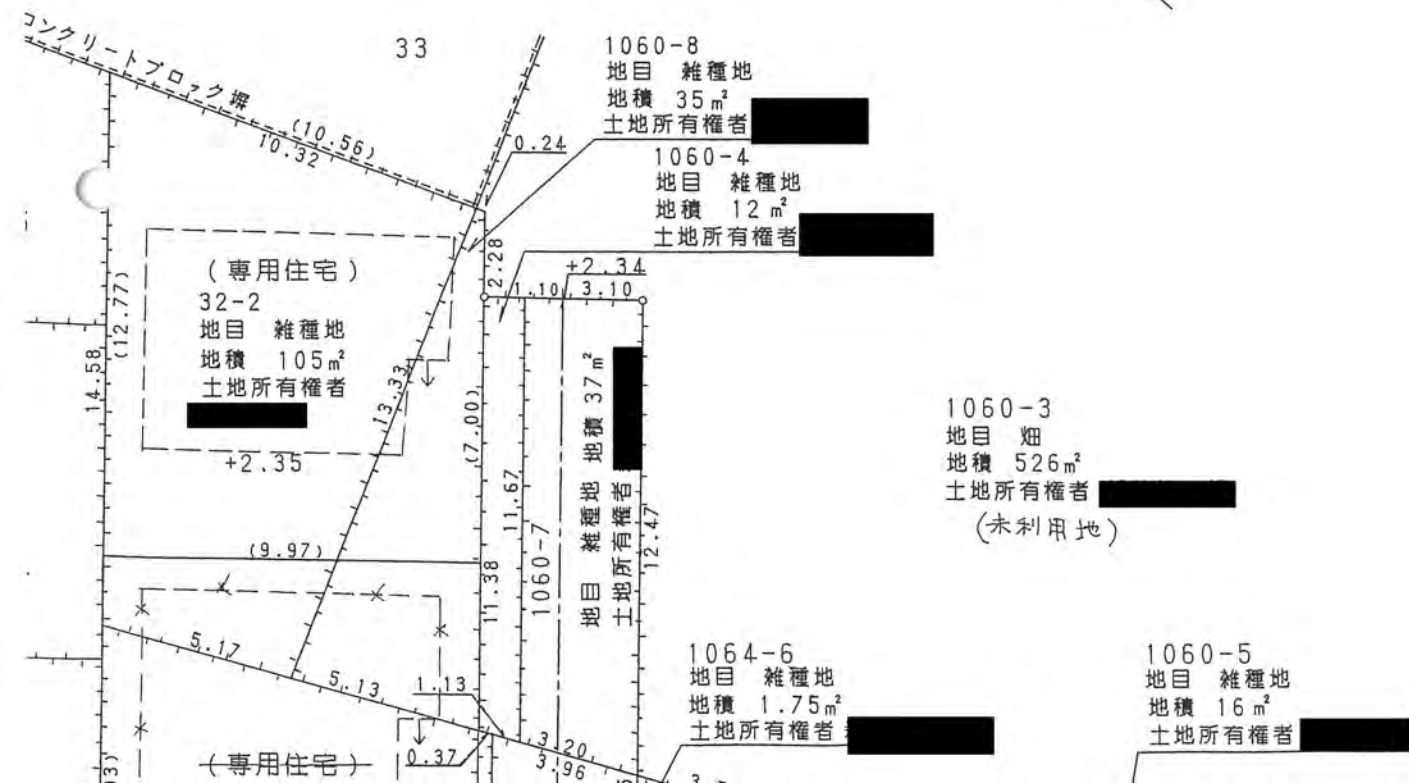 コンクリートブロック塀
33
(10.56)
10.32
0.24
1060-8
地目 雑種地
地積 35㎡
土地所有権者
1060-4
地目 雑種地
地積 12㎡
土地所有権者
2.28
+2.34
1.10
3.10
(専用住宅)
32-2
地目 雑種地
地積 105㎡
土地所有権者
+2.35
(12.77)
14.58
13.33
(7.00)
11.67
11.38
1060-7
地目 雑種地 地積 37㎡
土地所有権者
12.47
1060-3
地目 畑
地積 526㎡
土地所有権者
(未利用地)
(9.97)
5.17
5.13
1.13
(専用住宅)
0.37
3.20
3.96
1064-6
地目 雑種地
地積 1.75㎡
土地所有権者
1060-5
地目 雑種地
地積 16㎡
土地所有権者